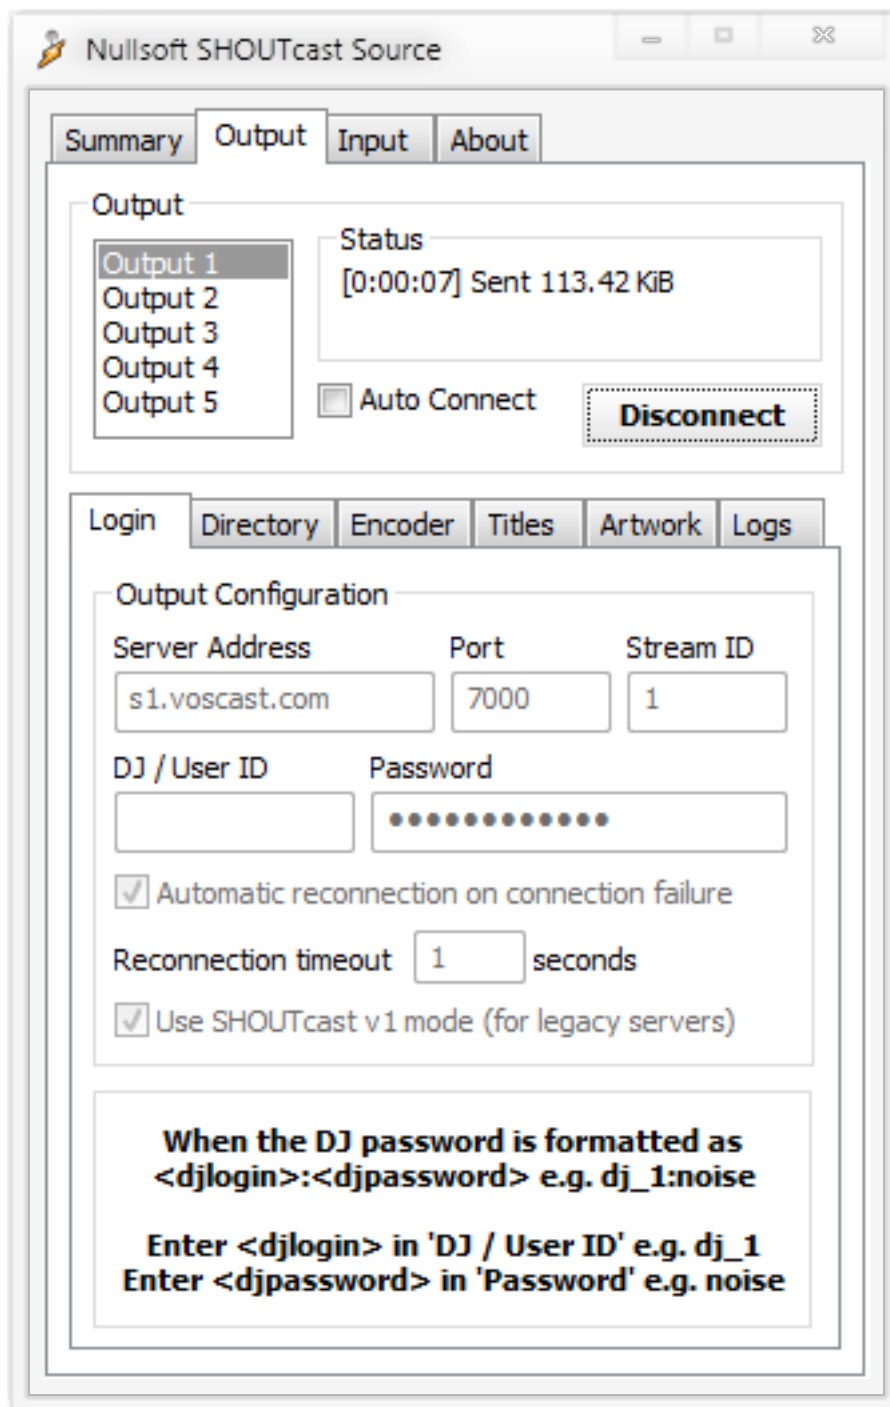 Nullsoft SHOUTcast Source
Summary Output Input About
Output
Output 1
Output 2
Output 3
Output 4
Output 5
Status
[0:00:07] Sent 113.42 KiB
Auto Connect
Disconnect
Login Directory Encoder Titles Artwork Logs
Output Configuration
Server Address Port Stream ID
s1.voscast.com 7000 1
DJ / User ID Password
●●●●●●●●●●●●
Automatic reconnection on connection failure
Reconnection timeout 1 seconds
Use SHOUTcast v1 mode (for legacy servers)
When the DJ password is formatted as
<djlogin>:<djpassword> e.g. dj_1:noise
Enter <djlogin> in 'DJ / User ID' e.g. dj_1
Enter <djpassword> in 'Password' e.g. noise